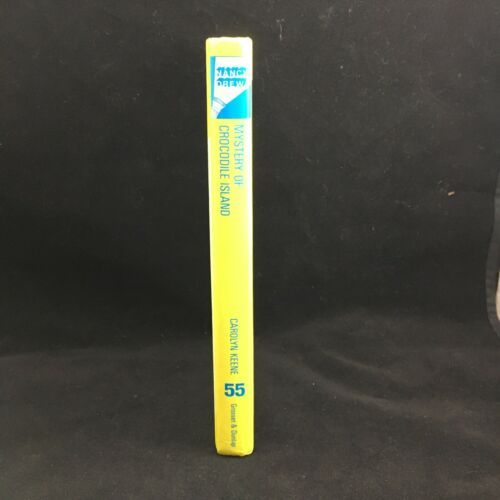 NANCY
DREW
MYSTERY OF
CROCODILE ISLAND
CAROLYN KEENE
55
Grosset & Dunlap